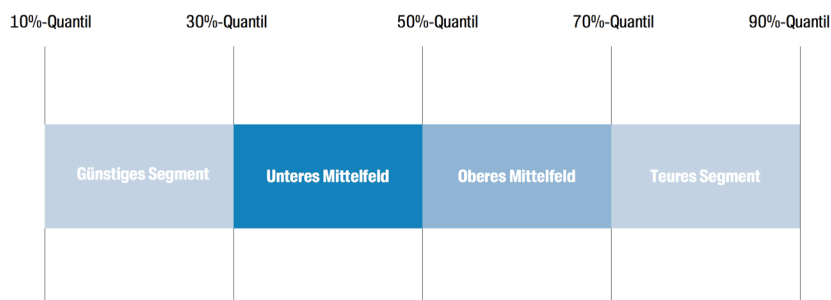 10%-Quantil 30%-Quantil 50%-Quantil 70%-Quantil 90%-Quantil
Günstiges Segment Unteres Mittelfeld Oberes Mittelfeld Teures Segment